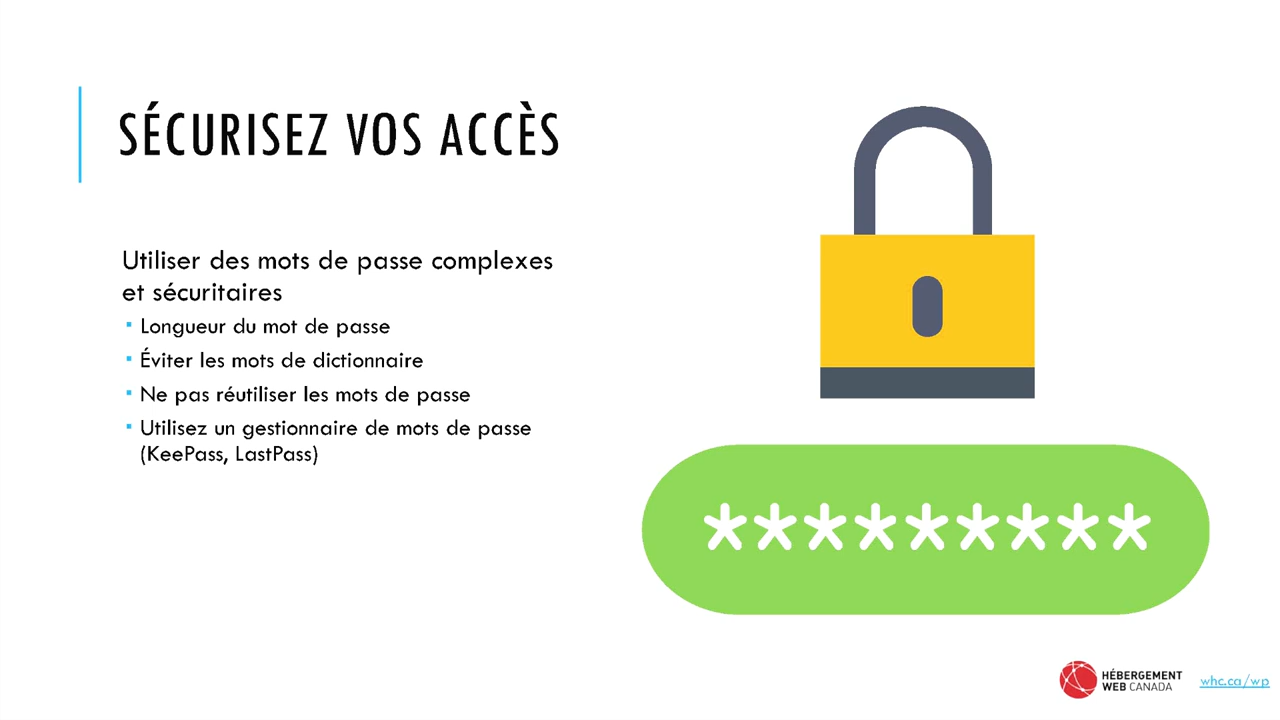 SÉCURISEZ VOS ACCÈS
Utiliser des mots de passe complexes
et sécuritaires
Longueur du mot de passe
Éviter les mots de dictionnaire
Ne pas réutiliser les mots de passe
Utilisez un gestionnaire de mots de passe
(KeePass, LastPass)
*********
HÉBERGEMENT
WEB CANADA
whc.ca/wp